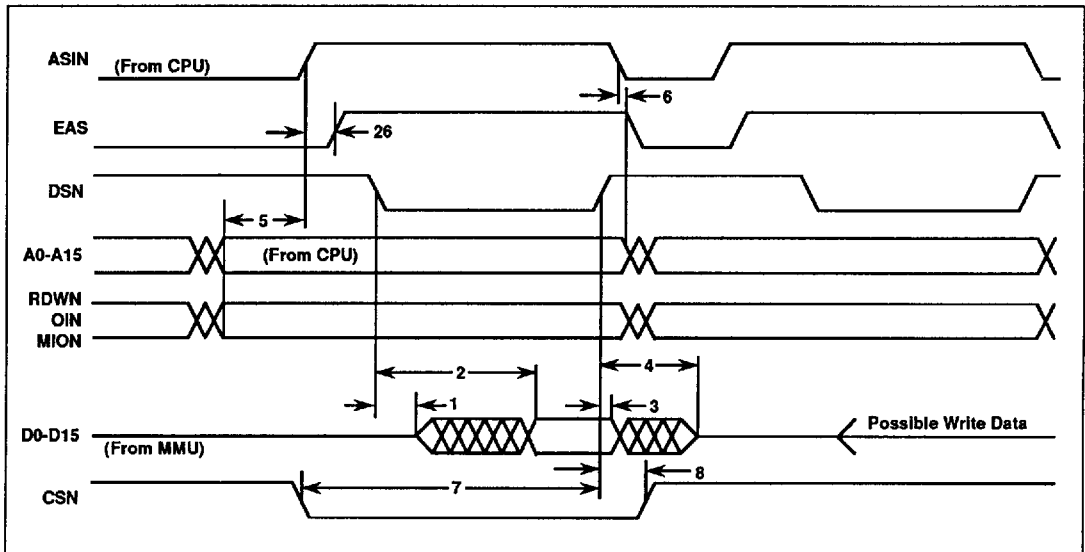 ASIN
(From CPU)
6
EAS
26
DSN
5
A0-A15
(From CPU)
RDWN
OIN
MION
2
4
1
3
D0-D15
(From MMU)
Possible Write Data
8
7
CSN